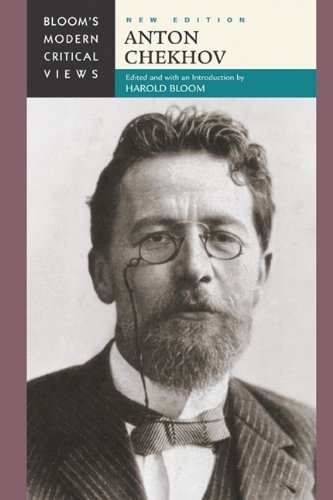 BLOOM'S
MODERN
CRITICAL
VIEWS
NEW EDITION
ANTON
CHEKHOV
Edited and with an Introduction by
HAROLD BLOOM